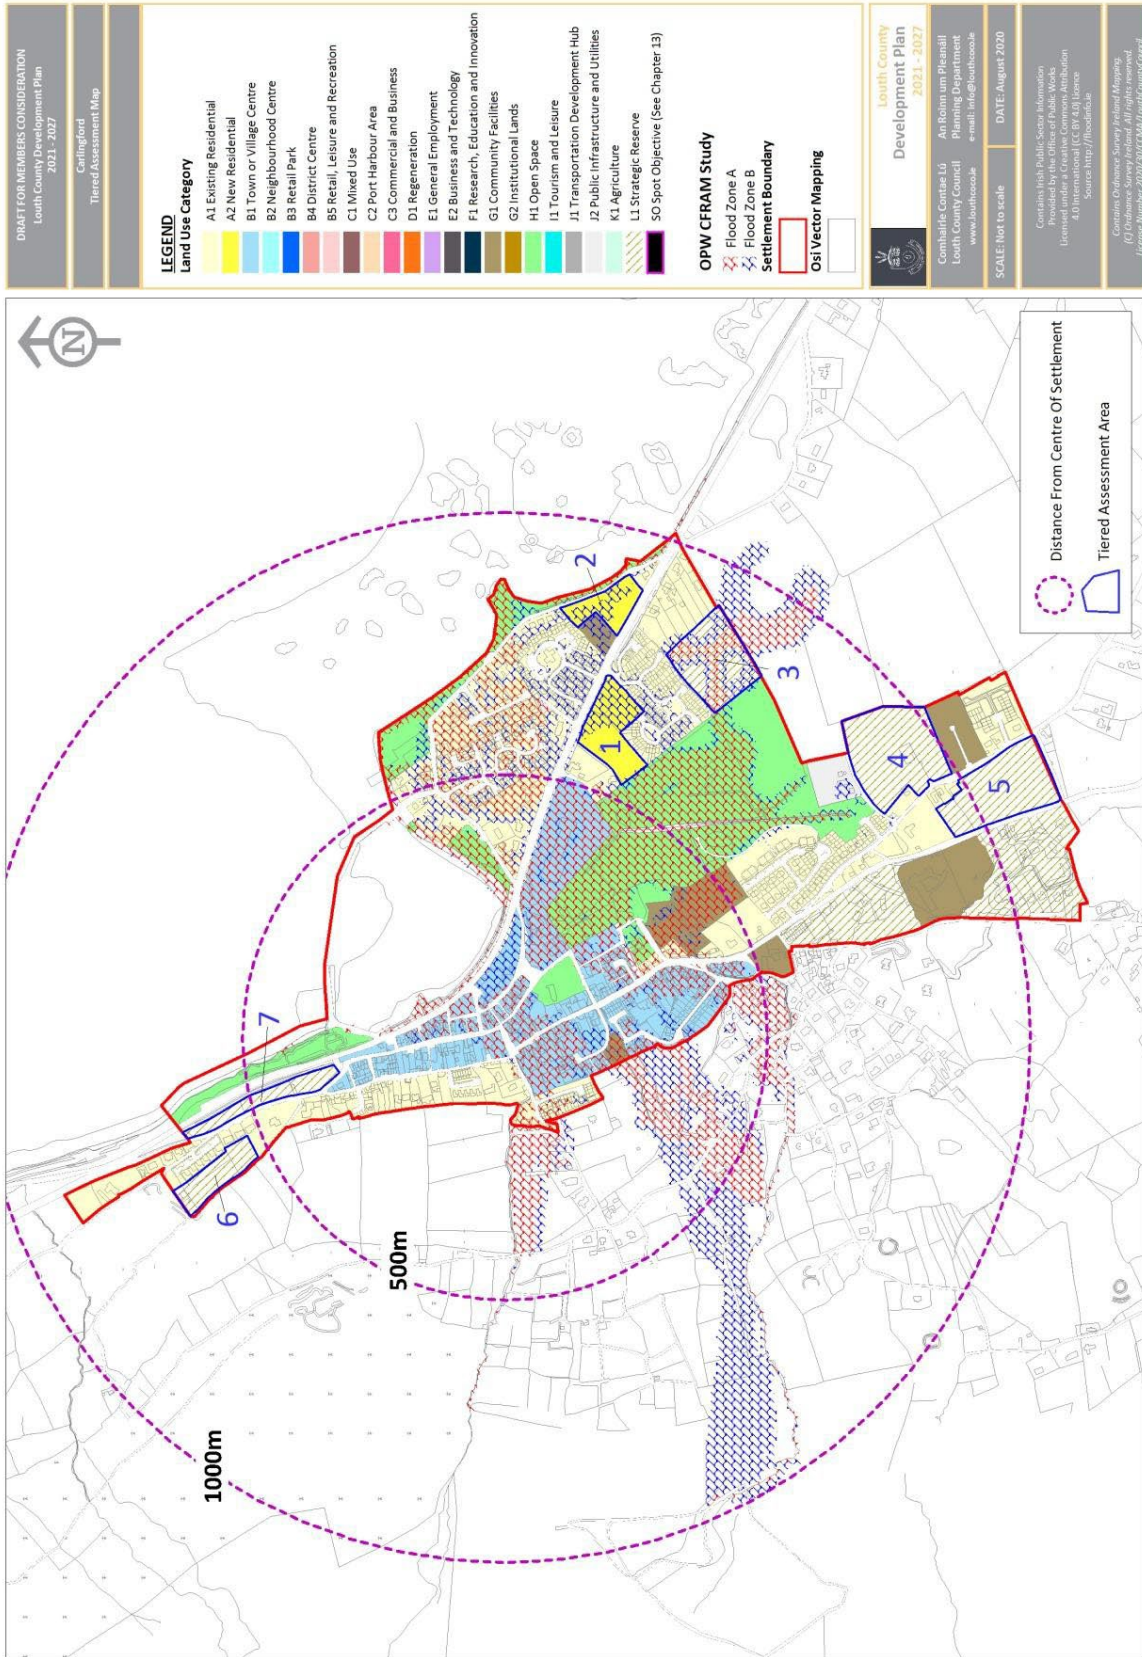 DRAFT FOR MEMBERS CONSIDERATION
Louth County Development Plan
2021 - 2027
Carlingford
Tiered Assessment Map
LEGEND
Land Use Category
A1 Existing Residential
A2 New Residential
B1 Town or Village Centre
B2 Neighbourhood Centre
B3 Retail Park
B4 District Centre
B5 Retail, Leisure and Recreation
C1 Mixed Use
C2 Port Harbour Area
C3 Commercial and Business
D1 Regeneration
E1 General Employment
E2 Business and Technology
F1 Research, Education and Innovation
G1 Community Facilities
G2 Institutional Lands
H1 Open Space
I1 Tourism and Leisure
J1 Transportation Development Hub
J2 Public Infrastructure and Utilities
K1 Agriculture
L1 Strategic Reserve
SO Spot Objective (See Chapter 13)
OPW CFRAM Study
Flood Zone A
Flood Zone B
Settlement Boundary
Osi Vector Mapping
Louth County
Development Plan
2021 - 2027
Comhairle Contae Lú
Louth County Council
www.louthcoco.ie
An Roinn um Pleanáil
Planning Department
e-mail: info@louthcoco.ie
SCALE: Not to scale
DATE: August 2020
Contains Irish Public Sector Information
Provided by the Office of Public Works
Licensed under a Creative Commons Attribution
4.0 International (CC BY 4.0) Licence
Source http://floodinfo.ie
Contains Ordnance Survey Ireland Mapping.
(C) Ordnance Survey Ireland. All rights reserved.
N
1000m
500m
1
2
3
4
5
6
7
Distance From Centre Of Settlement
Tiered Assessment Area